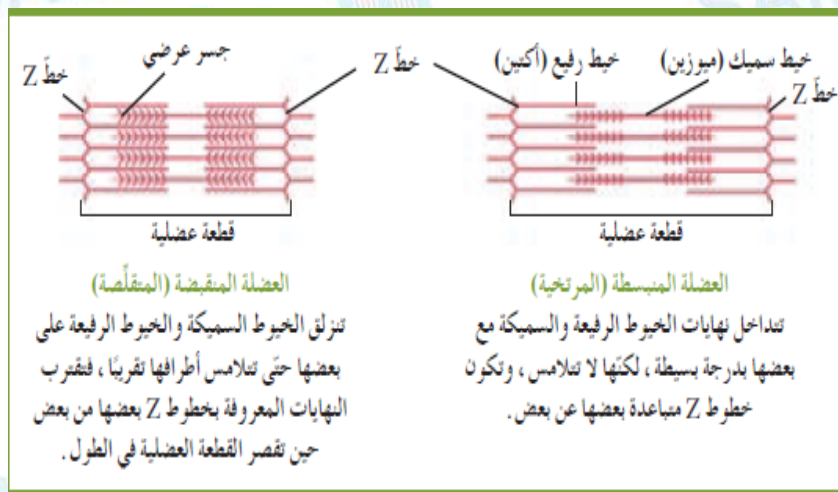 خيط سميك (ميوزين)
خيط رفيع (أكتين)
خطّ Z
خطّ Z
قطعة عضلية
العضلة المنبسطة (المرتخية)
تتداخل نهايات الخيوط الرفيعة والسميكة مع
بعضها بدرجة بسيطة ، لكنّها لا تتلامس ، وتكون
خطوط Z متباعدة بعضها عن بعض .
جسر عرضي
خطّ Z
قطعة عضلية
العضلة المنقبضة (المتقلّصة)
تنزلق الخيوط السميكة والخيوط الرفيعة على
بعضها حتّى تتلامس أطرافها تقريبًا ، فتقترب
النهايات المعروفة بخطوط Z بعضها من بعض
حين تقصر القطعة العضلية في الطول .